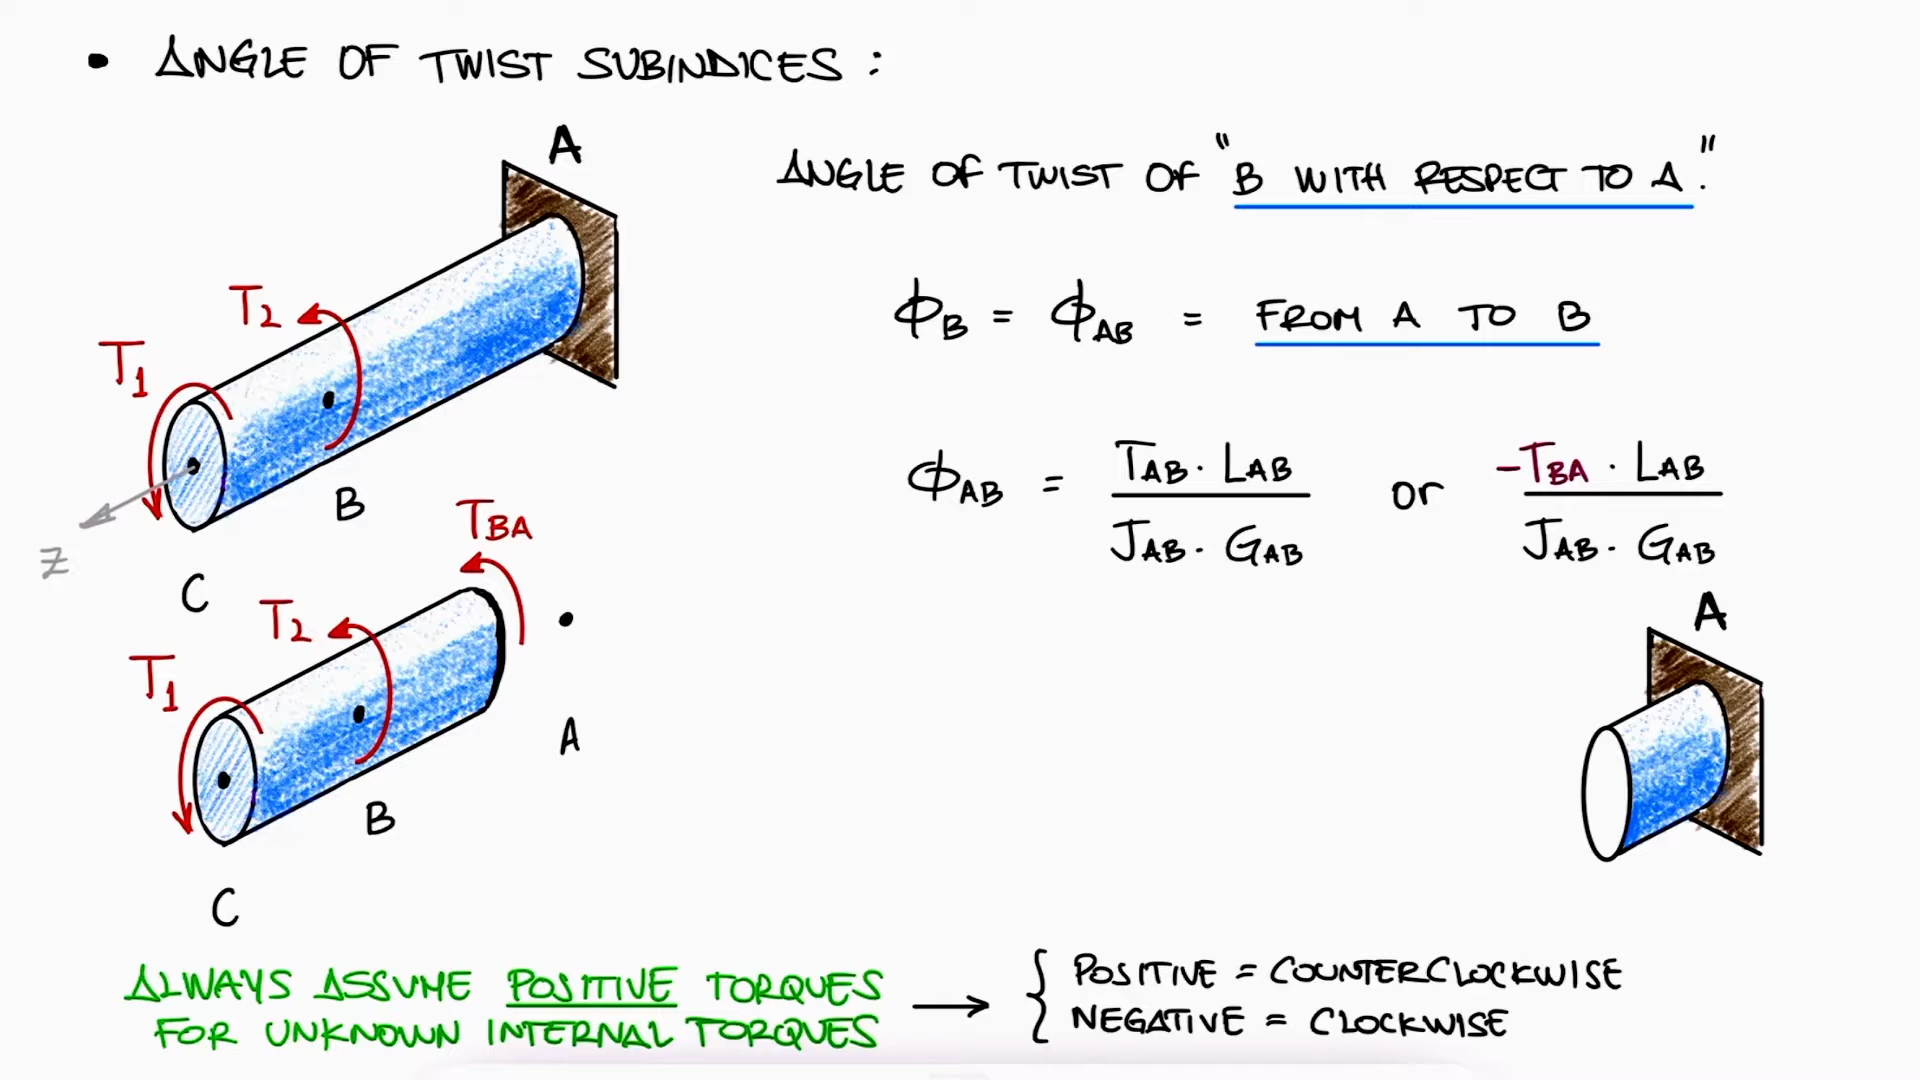 • ANGLE OF TWIST SUBINDICES :
A
ANGLE OF TWIST OF "B WITH RESPECT TO A."
T2
T1
ϕB = ϕAB = FROM A TO B
ϕAB = TAB · LAB / JAB · GAB or -TBA · LAB / JAB · GAB
B
z
C
TBA
T2
T1
A
B
C
A
ALWAYS ASSUME POSITIVE TORQUES
FOR UNKNOWN INTERNAL TORQUES
→ { POSITIVE = COUNTERCLOCKWISE
NEGATIVE = CLOCKWISE